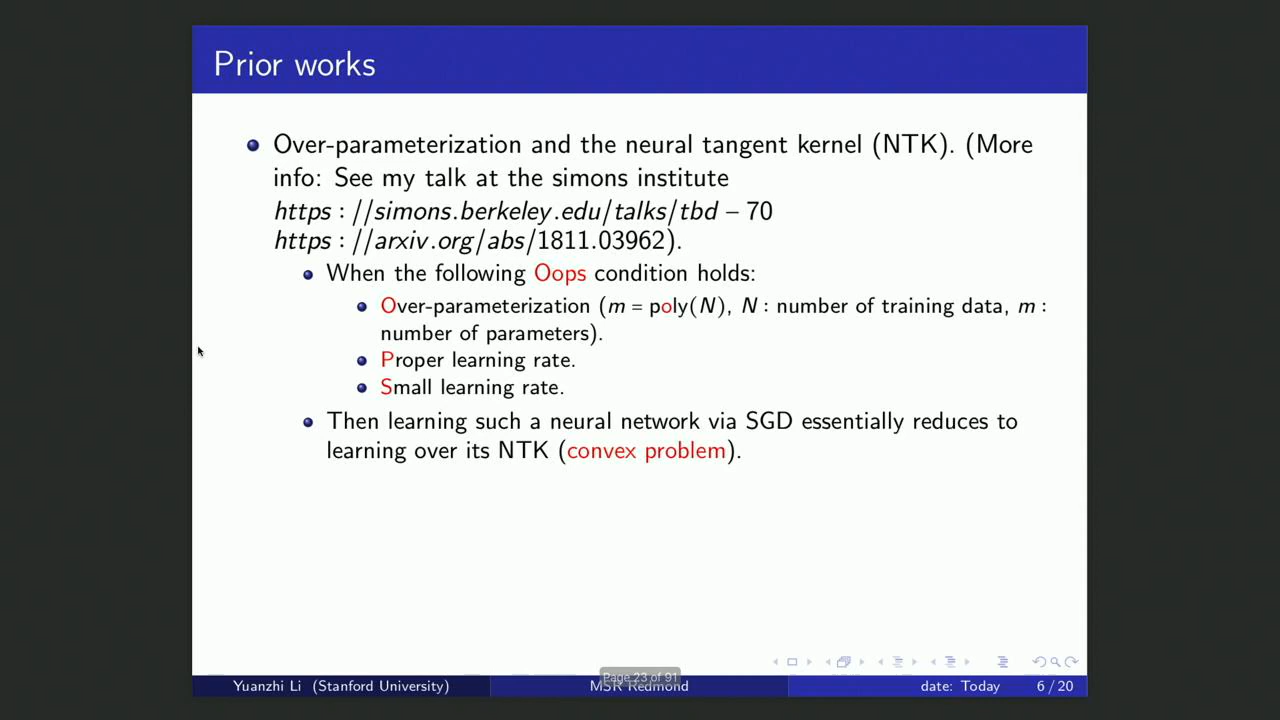 Prior works
Over-parameterization and the neural tangent kernel (NTK). (More
info: See my talk at the simons institute
https : //simons.berkeley.edu/talks/tbd − 70
https : //arxiv.org/abs/1811.03962).
When the following Oops condition holds:
Over-parameterization (m = poly(N), N : number of training data, m :
number of parameters).
Proper learning rate.
Small learning rate.
Then learning such a neural network via SGD essentially reduces to
learning over its NTK (convex problem).
Page 23 of 91
Yuanzhi Li (Stanford University) MSR Redmond date: Today 6 / 20